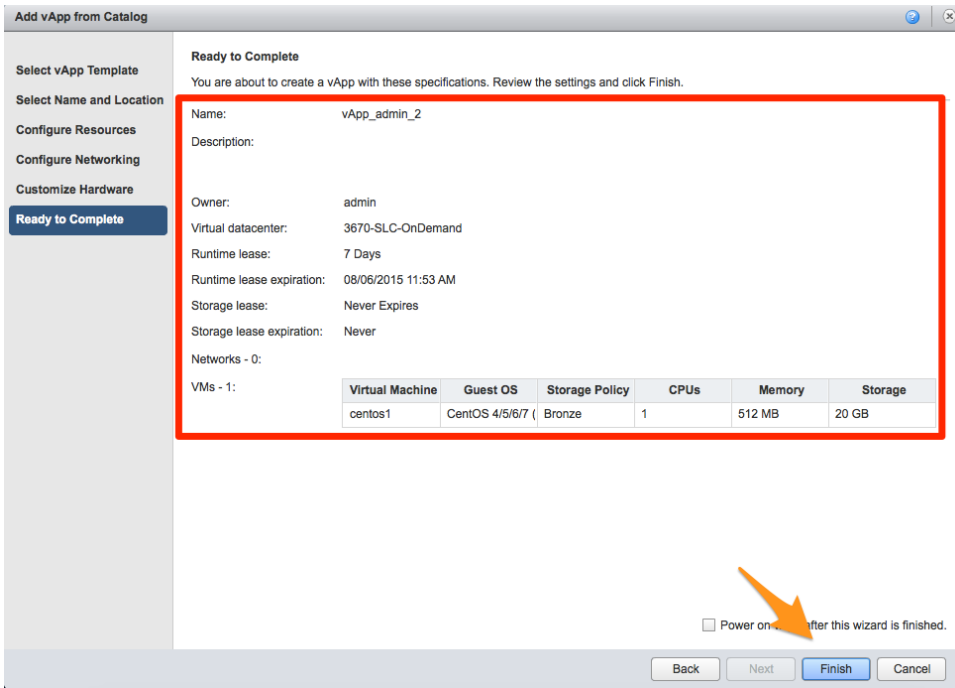 Add vApp from Catalog
Select vApp Template
Select Name and Location
Configure Resources
Configure Networking
Customize Hardware
Ready to Complete
Ready to Complete
You are about to create a vApp with these specifications. Review the settings and click Finish.
Name: vApp_admin_2
Description:
Owner: admin
Virtual datacenter: 3670-SLC-OnDemand
Runtime lease: 7 Days
Runtime lease expiration: 08/06/2015 11:53 AM
Storage lease: Never Expires
Storage lease expiration: Never
Networks - 0:
VMs - 1:
Virtual Machine Guest OS Storage Policy CPUs Memory Storage
centos1 CentOS 4/5/6/7 ( Bronze 1 512 MB 20 GB
Power on after this wizard is finished.
Back Next Finish Cancel